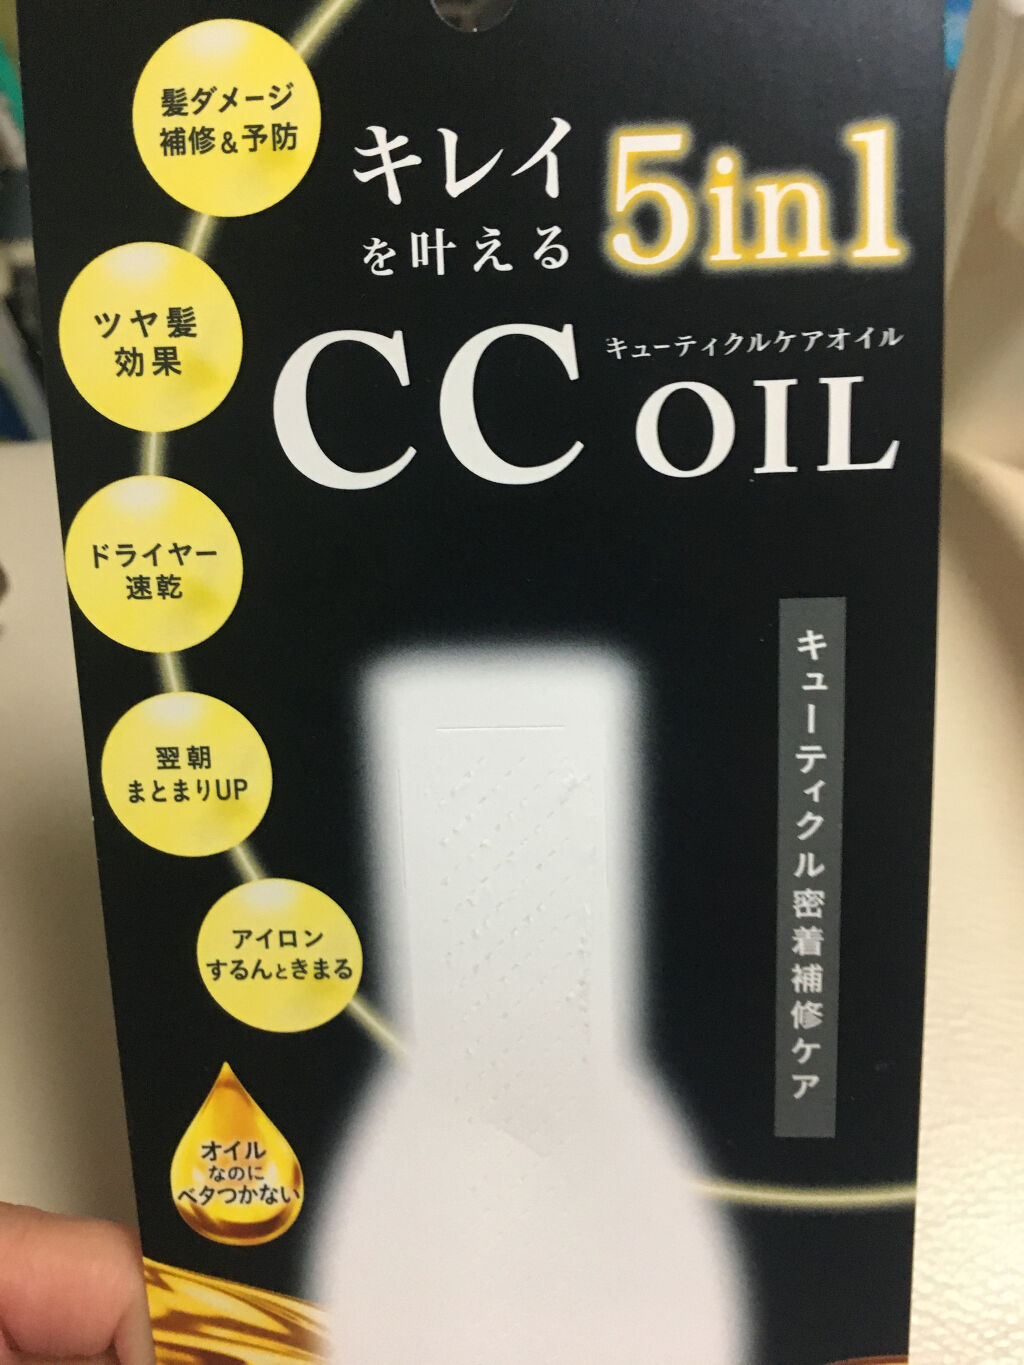 髪ダメージ
補修&予防
キレイ
を叶える
5in1
ツヤ髪
効果
CC
キューティクルケアオイル
OIL
ドライヤー
速乾
キューティクル密着補修ケア
翌朝
まとまりUP
アイロン
するんときまる
オイル
なのに
ベタつかない